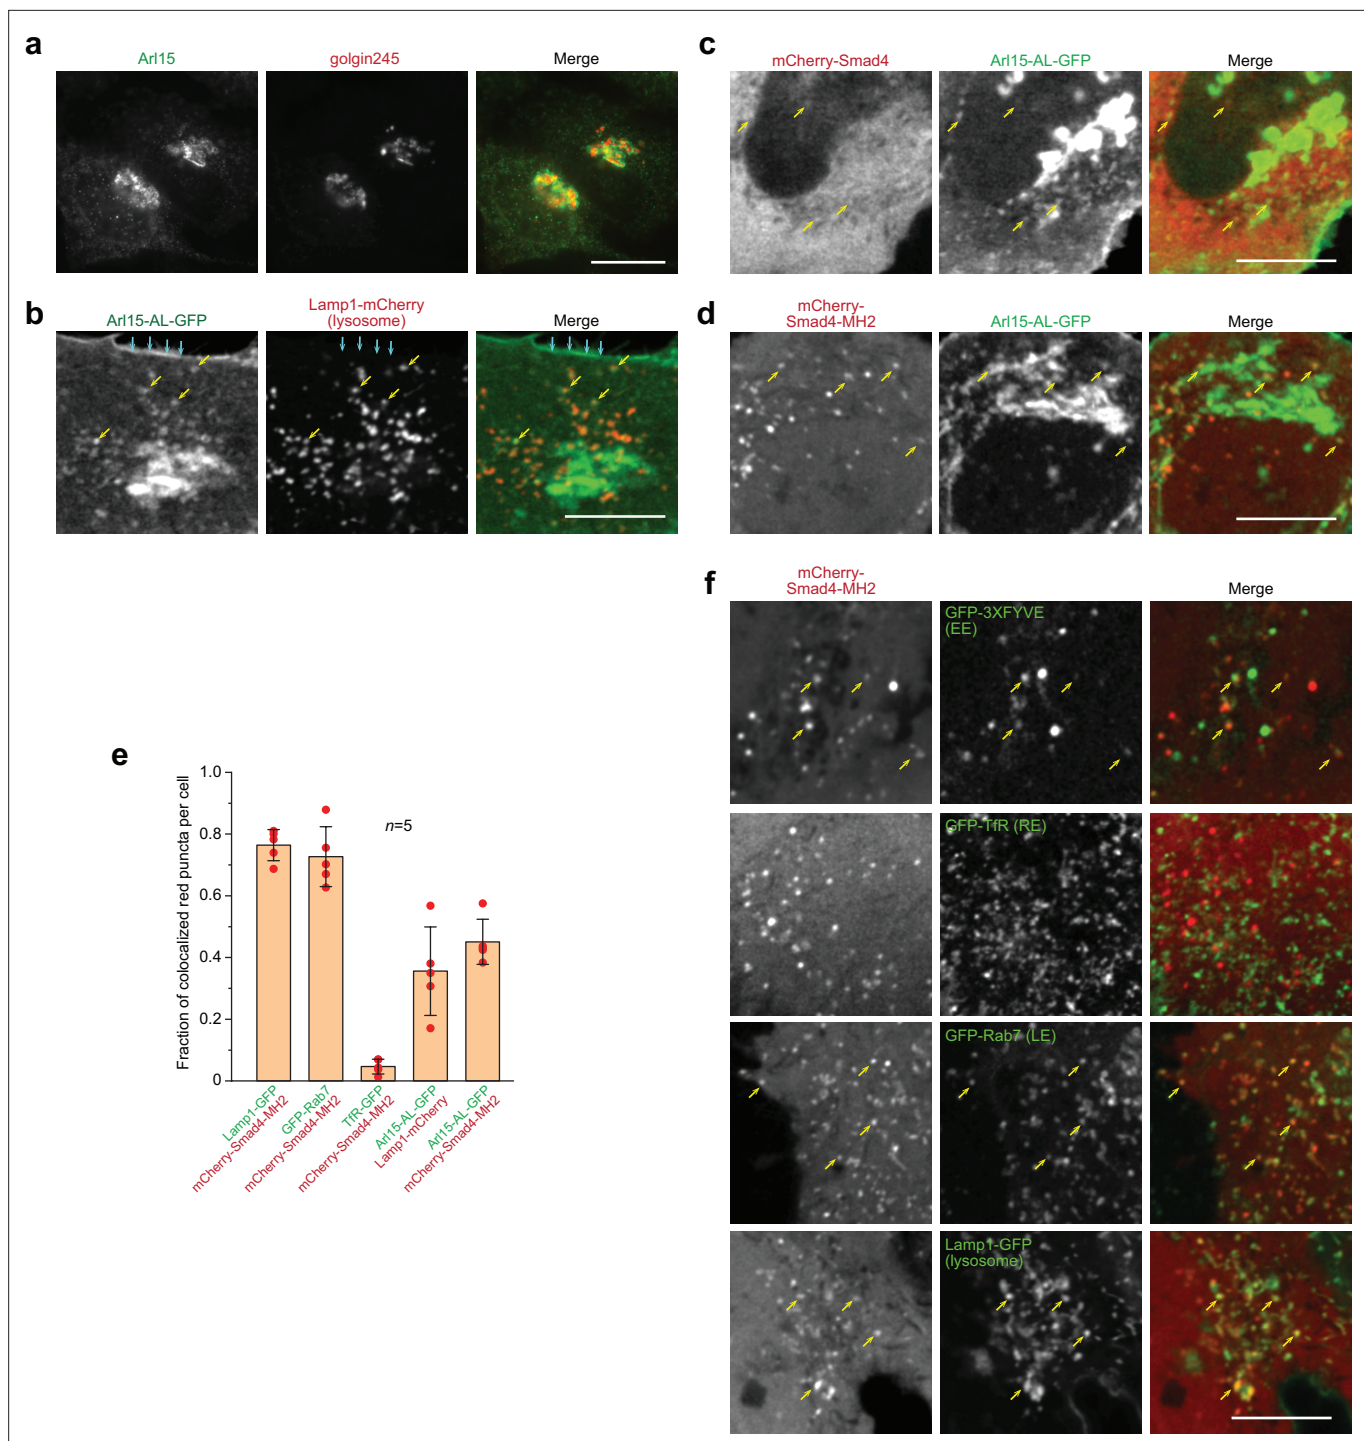 a
Arl15
golgin245
Merge
b
Arl15-AL-GFP
Lamp1-mCherry
(lysosome)
Merge
c
mCherry-Smad4
Arl15-AL-GFP
Merge
d
mCherry-
Smad4-MH2
Arl15-AL-GFP
Merge
e
Fraction of colocalized red puncta per cell
1.0
0.8
0.6
0.4
0.2
0
n=5
Lamp1-GFP
mCherry-Smad4-MH2
GFP-Rab7
mCherry-Smad4-MH2
TfR-GFP
mCherry-Smad4-MH2
Arl15-AL-GFP
Lamp1-mCherry
Arl15-AL-GFP
mCherry-Smad4-MH2
f
mCherry-
Smad4-MH2
Merge
GFP-3XFYVE
(EE)
GFP-TfR (RE)
GFP-Rab7 (LE)
Lamp1-GFP
(lysosome)